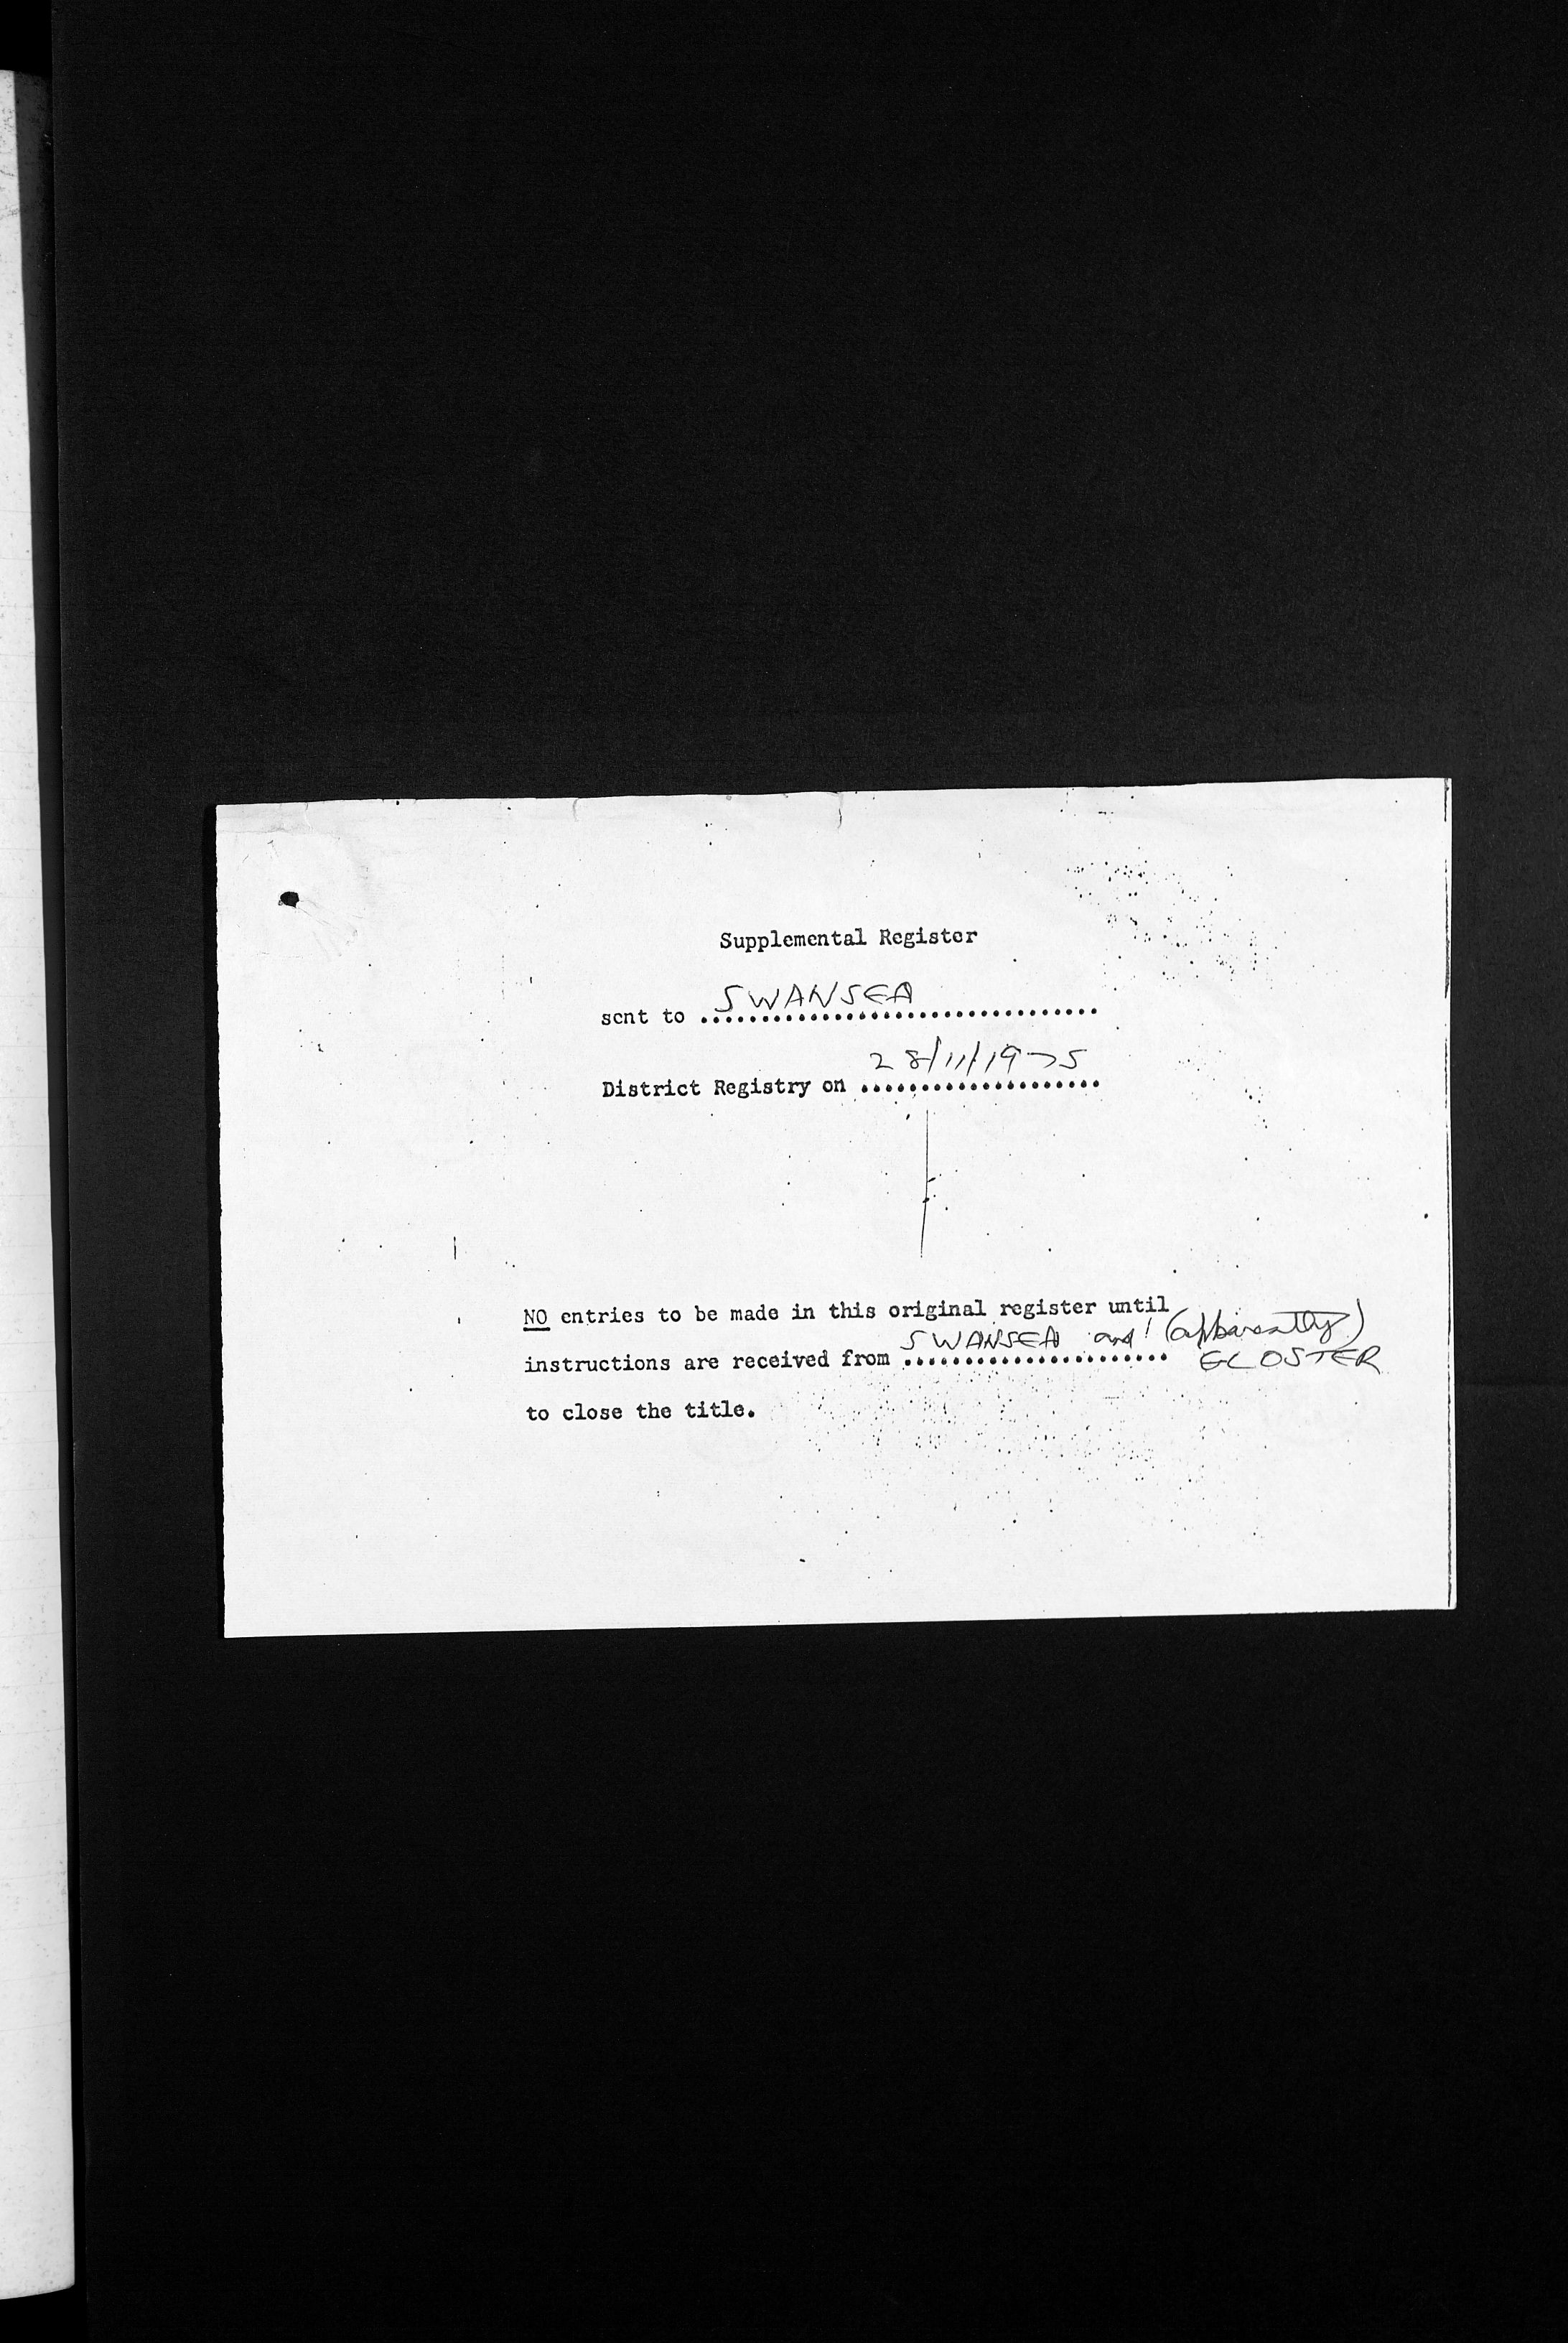 Supplemental Register
sent to SWANSEA
District Registry on 28/11/1975
NO entries to be made in this original register until
instructions are received from SWANSEA and (apparently) GLOSTER
to close the title.